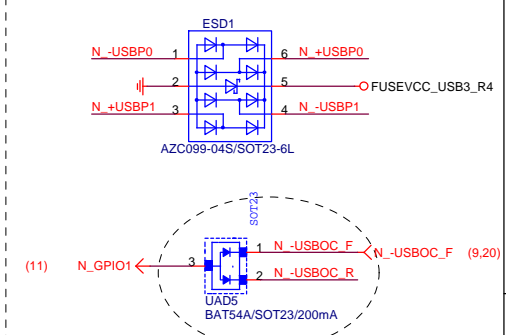 ESD1
N_-USBP0 1 6 N_+USBP0
2 5 FUSEVCC_USB3_R4
N_+USBP1 3 4 N_-USBP1
AZC099-04S/SOT23-6L
SOT23
1 N_-USBOC_F N_-USBOC_F (9,20)
(11) N_GPIO1 3
2 N_-USBOC_R
UAD5
BAT54A/SOT23/200mA